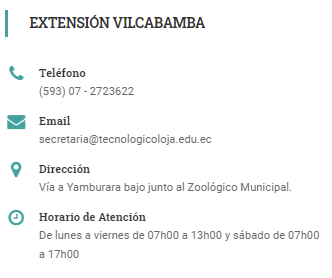 EXTENSIÓN VILCABAMBA
Teléfono
(593) 07 - 2723622
Email
secretaria@tecnologicoloja.edu.ec
Dirección
Vía a Yamburara bajo junto al Zoológico Municipal.
Horario de Atención
De lunes a viernes de 07h00 a 13h00 y sábado de 07h00
a 17h00